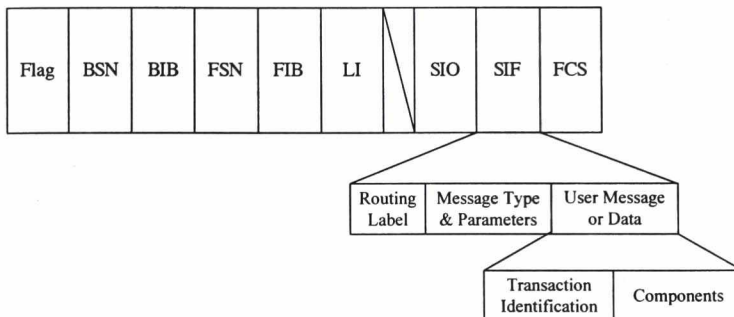 Flag BSN BIB FSN FIB LI SIO SIF FCS
Routing Message Type User Message
Label & Parameters or Data
Transaction Components
Identification